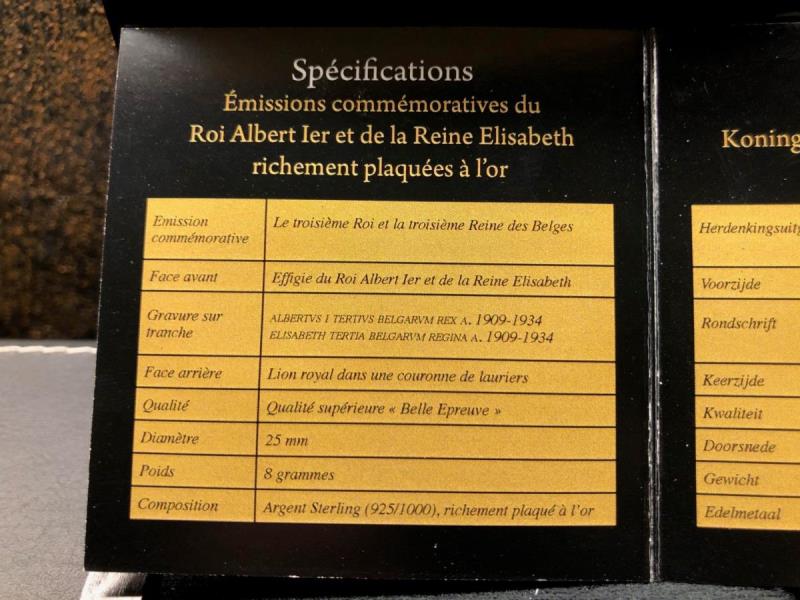 Spécifications
Émissions commémoratives du
Roi Albert Ier et de la Reine Elisabeth
richement plaquées à l'or
Emission
commémorative
Le troisième Roi et la troisième Reine des Belges
Face avant
Effigie du Roi Albert Ier et de la Reine Elisabeth
Gravure sur
tranche
ALBERTVS I TERTIVS BELGARVM REX A. 1909-1934
ELISABETH TERTIA BELGARVM REGINA A. 1909-1934
Face arrière
Lion royal dans une couronne de lauriers
Qualité
Qualité supérieure « Belle Epreuve »
Diamètre
25 mm
Poids
8 grammes
Composition
Argent Sterling (925/1000), richement plaqué à l'or
Koning
Herdenkingsuitg
Voorzijde
Rondschrift
Keerzijde
Kwaliteit
Doorsnede
Gewicht
Edelmetaal